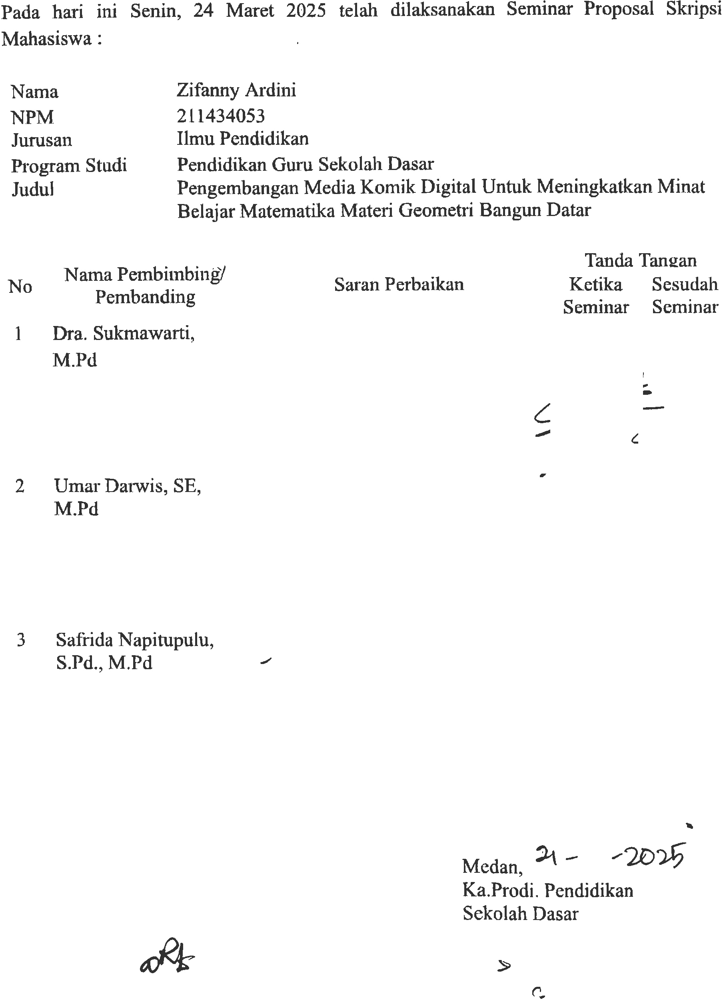 Pada hari ini Senin, 24 Maret 2025 telah dilaksanakan Seminar Proposal Skripsi
Mahasiswa :
Nama Zifanny Ardini
NPM 211434053
Jurusan Ilmu Pendidikan
Program Studi Pendidikan Guru Sekolah Dasar
Judul Pengembangan Media Komik Digital Untuk Meningkatkan Minat
Belajar Matematika Materi Geometri Bangun Datar
No Nama Pembimbing/ Pembanding Saran Perbaikan Tanda Tangan
Ketika Seminar Sesudah Seminar
1 Dra. Sukmawarti,
M.Pd
2 Umar Darwis, SE,
M.Pd
3 Safrida Napitupulu,
S.Pd., M.Pd
Medan, 21 - -2025
Ka.Prodi. Pendidikan
Sekolah Dasar